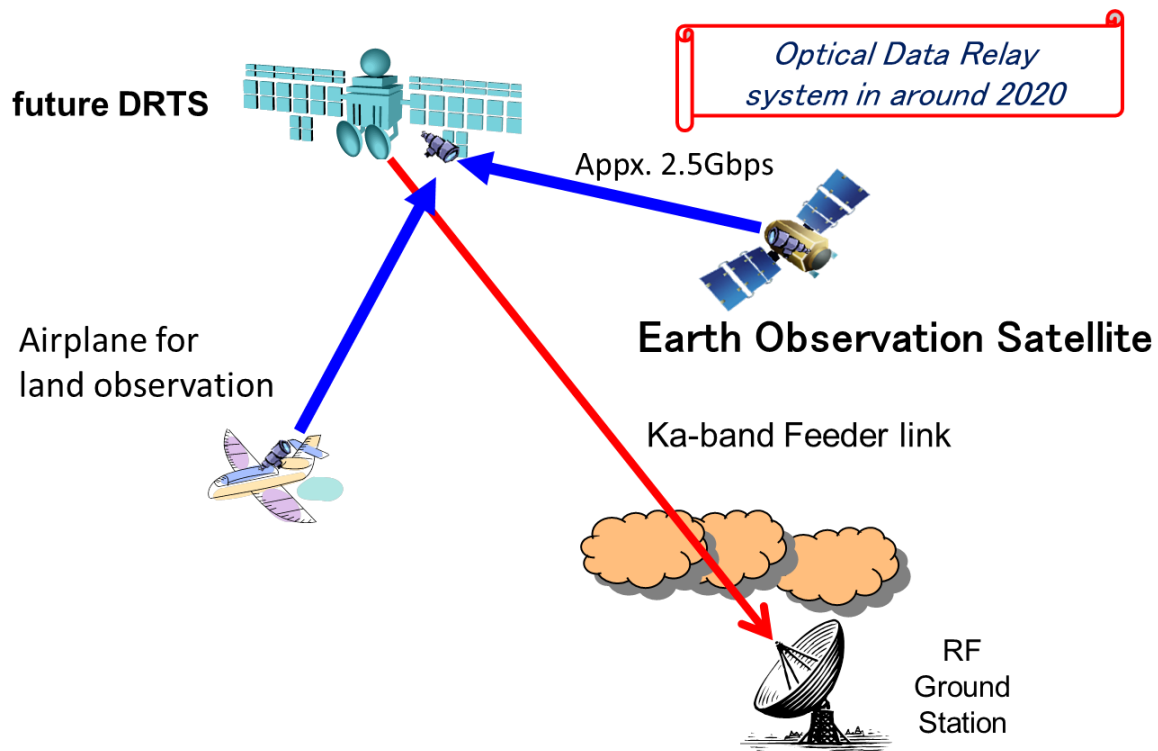 Optical Data Relay
system in around 2020
future DRTS
Appx. 2.5Gbps
Earth Observation Satellite
Airplane for
land observation
Ka-band Feeder link
RF
Ground
Station